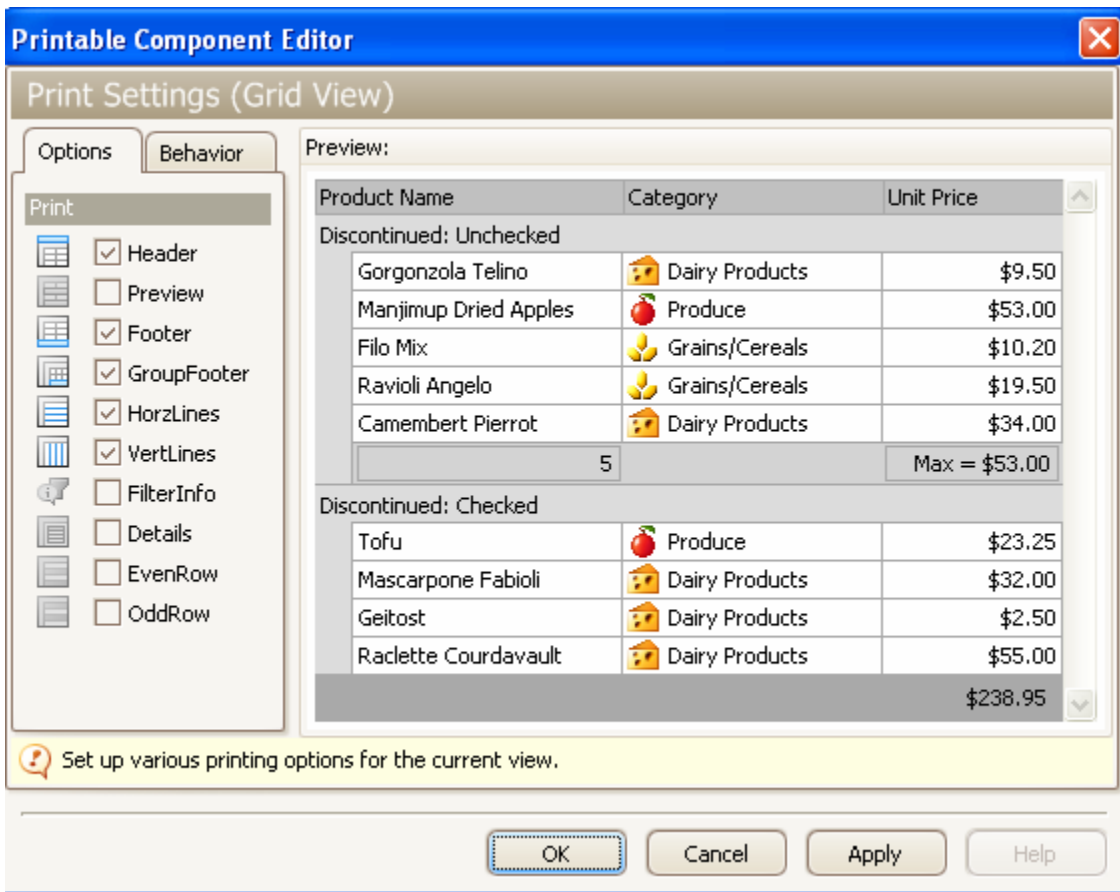 Printable Component Editor
Print Settings (Grid View)
Options
Behavior
Print
Header
Preview
Footer
GroupFooter
HorzLines
VertLines
FilterInfo
Details
EvenRow
OddRow
Preview:
Product Name Category Unit Price
Discontinued: Unchecked
Gorgonzola Telino Dairy Products $9.50
Manjimup Dried Apples Produce $53.00
Filo Mix Grains/Cereals $10.20
Ravioli Angelo Grains/Cereals $19.50
Camembert Pierrot Dairy Products $34.00
5 Max = $53.00
Discontinued: Checked
Tofu Produce $23.25
Mascarpone Fabioli Dairy Products $32.00
Geitost Dairy Products $2.50
Raclette Courdavault Dairy Products $55.00
$238.95
Set up various printing options for the current view.
OK Cancel Apply Help